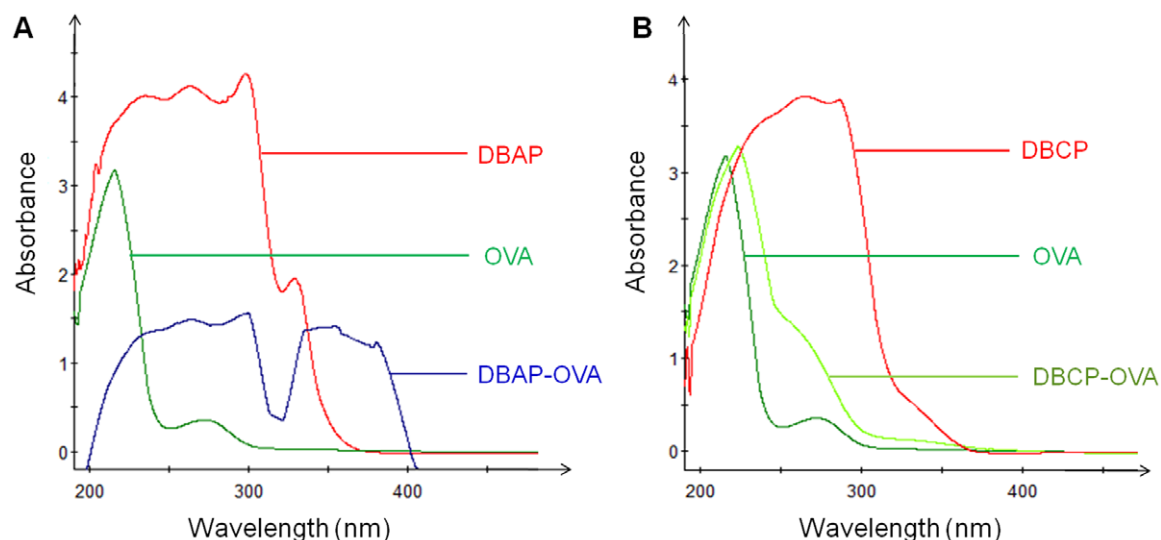 A
Absorbance
4
3
2
1
0
200
300
400
Wavelength (nm)
DBAP
OVA
DBAP-OVA
B
Absorbance
4
3
2
1
0
200
300
400
Wavelength (nm)
DBCP
OVA
DBCP-OVA